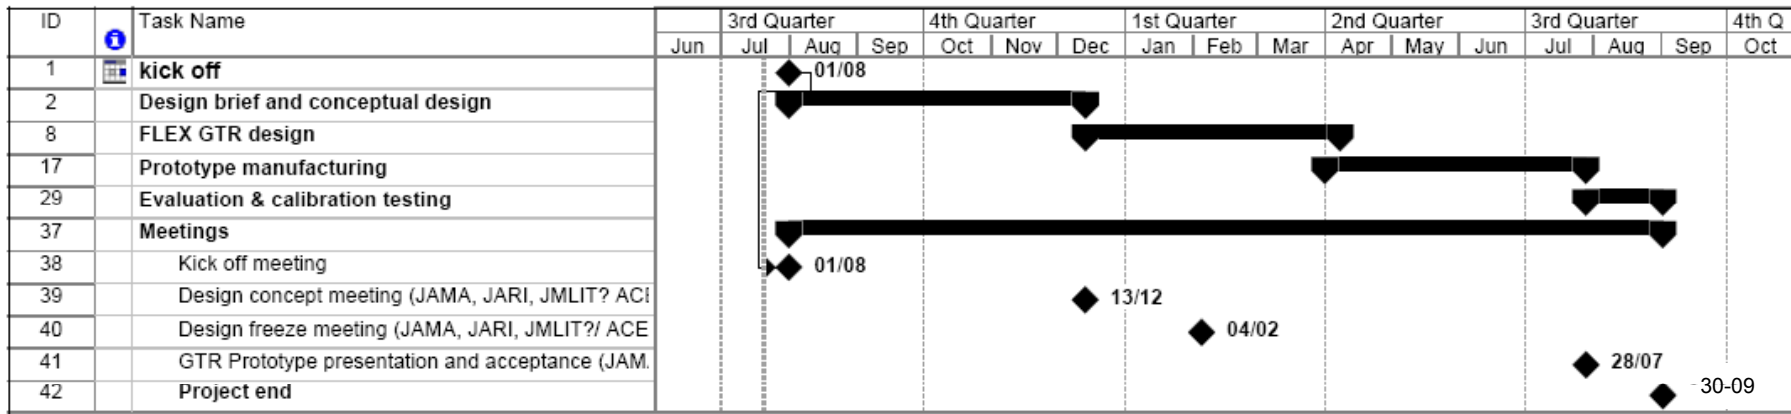 ID Task Name 3rd Quarter 4th Quarter 1st Quarter 2nd Quarter 3rd Quarter 4th Q
Jun Jul Aug Sep Oct Nov Dec Jan Feb Mar Apr May Jun Jul Aug Sep Oct
1 kick off 01/08
2 Design brief and conceptual design
8 FLEX GTR design
17 Prototype manufacturing
29 Evaluation & calibration testing
37 Meetings
38 Kick off meeting 01/08
39 Design concept meeting (JAMA, JARI, JMLIT? ACE 13/12
40 Design freeze meeting (JAMA, JARI, JMLIT?/ ACE 04/02
41 GTR Prototype presentation and acceptance (JAM. 28/07
42 Project end 30-09